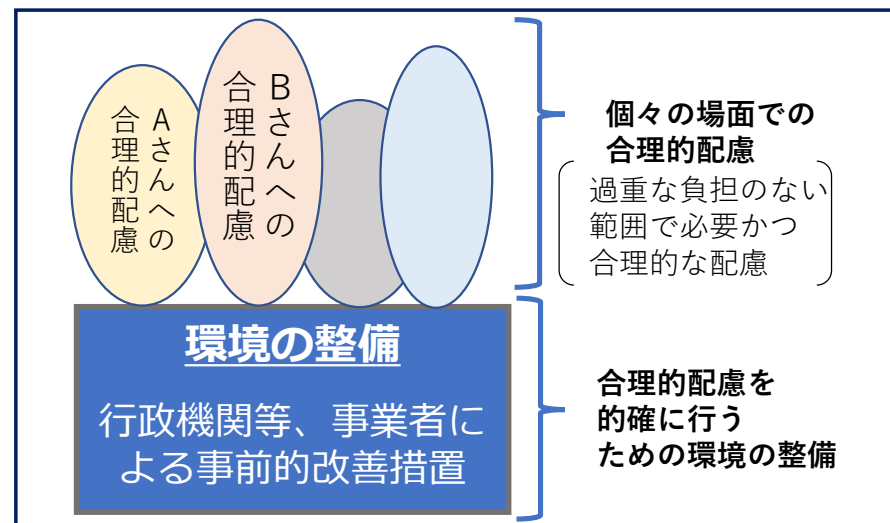 Aさんへの
合理的配慮
Bさんへの
合理的配慮
個々の場面での
合理的配慮
過重な負担のない
範囲で必要かつ
合理的な配慮
環境の整備
行政機関等、事業者に
よる事前的改善措置
合理的配慮を
的確に行う
ための環境の整備